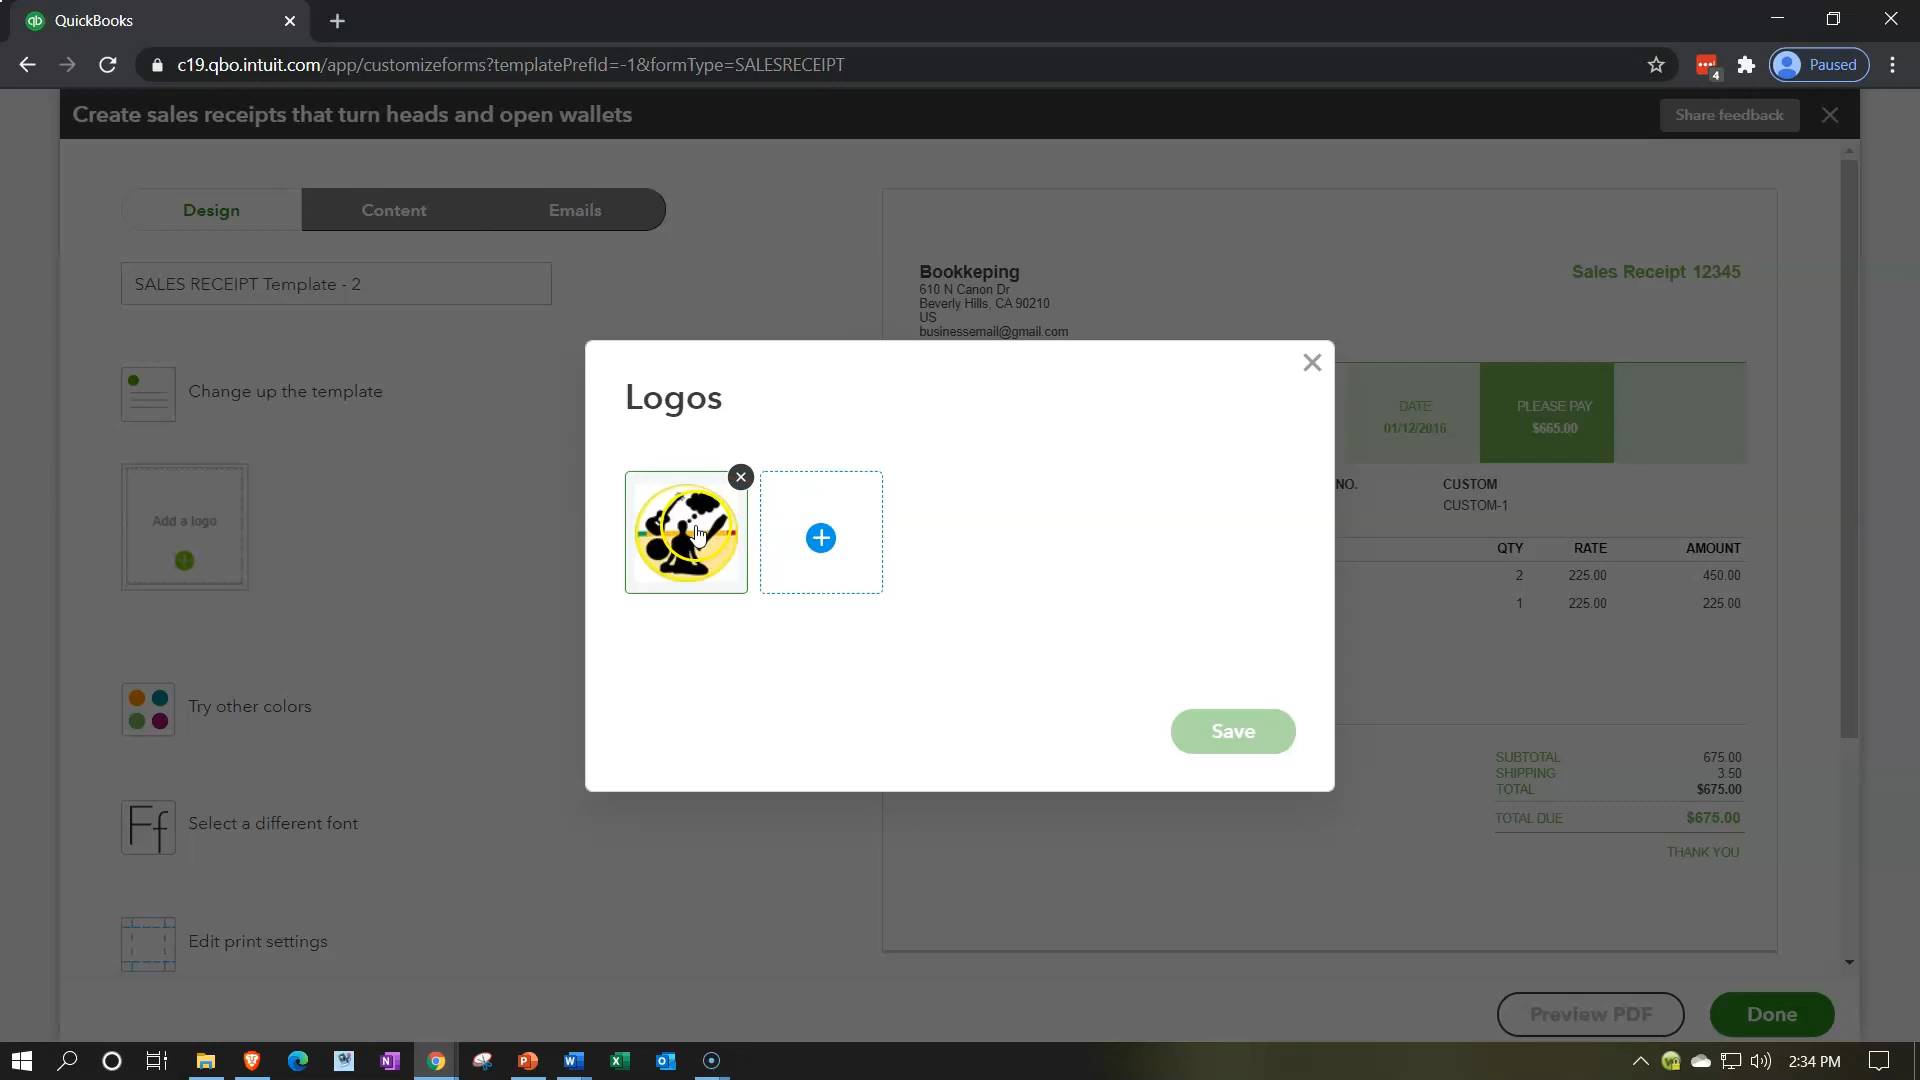 QuickBooks
c19.qbo.intuit.com/app/customizeforms?templatePrefId=-1&formType=SALESRECEIPT
4
Paused
Create sales receipts that turn heads and open wallets
Share feedback
Design
Content
Emails
SALES RECEIPT Template - 2
Change up the template
Add a logo
Try other colors
Ff
Select a different font
Edit print settings
Bookkeping
610 N Canon Dr
Beverly Hills, CA 90210
US
businessemail@gmail.com
Sales Receipt 12345
DATE
01/12/2016
PLEASE PAY
$665.00
NO.
CUSTOM
CUSTOM-1
QTY RATE AMOUNT
2 225.00 450.00
1 225.00 225.00
SUBTOTAL 675.00
SHIPPING 3.50
TOTAL $675.00
TOTAL DUE $675.00
THANK YOU
Logos
Save
Preview PDF
Done
2:34 PM